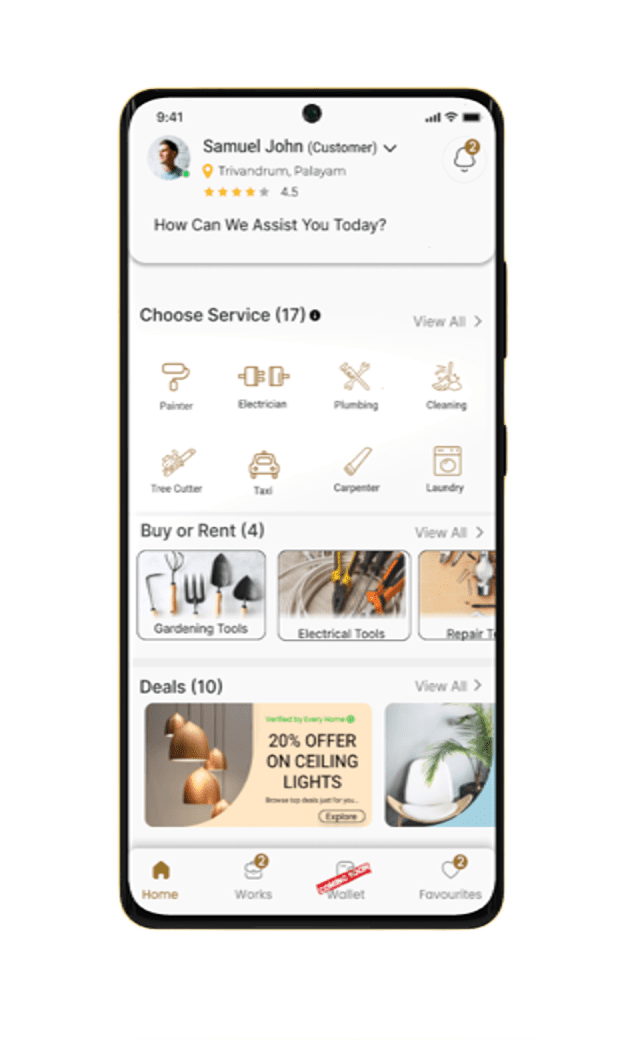 9:41
Samuel John (Customer)
Trivandrum, Palayam
4.5
2
How Can We Assist You Today?
Choose Service (17)
View All
Painter
Electrician
Plumbing
Cleaning
Tree Cutter
Taxi
Carpenter
Laundry
Buy or Rent (4)
View All
Gardening Tools
Electrical Tools
Repair T
Deals (10)
View All
Verified by Every Home
20% OFFER
ON CEILING
LIGHTS
Browse top deals just for you...
Explore
2
2
COMING SOON
Home
Works
Wallet
Favourites